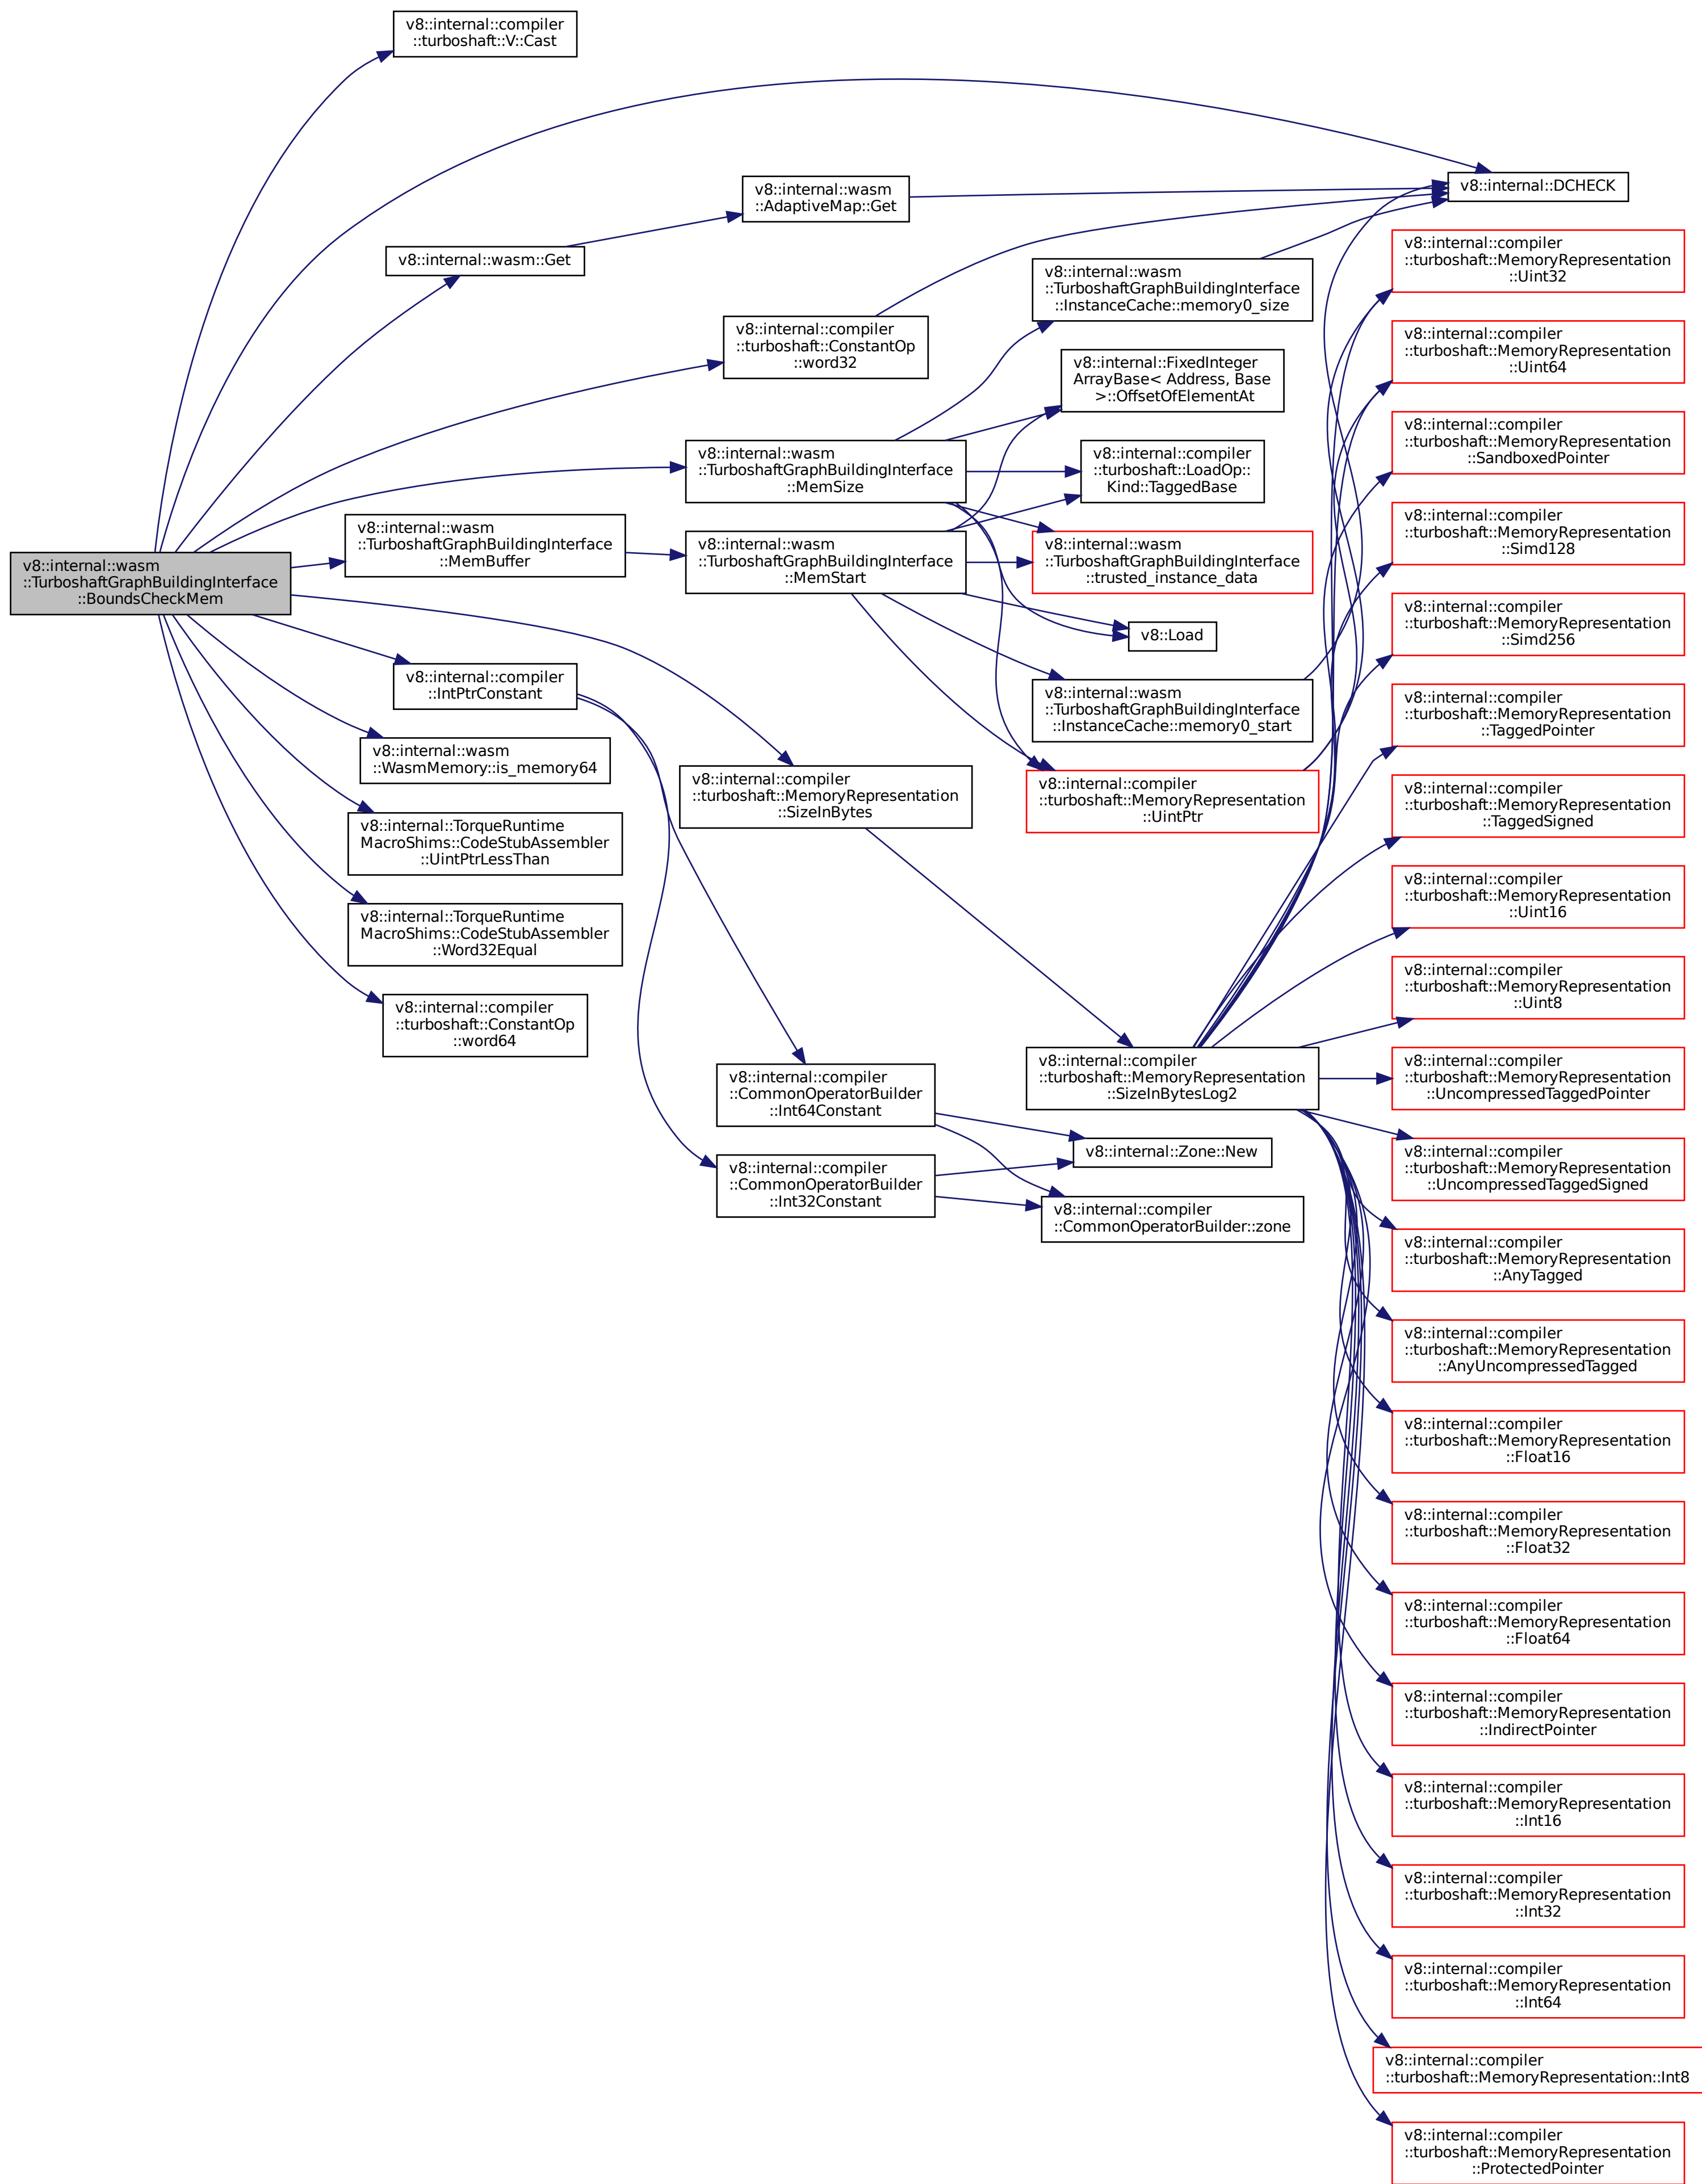 v8::internal::compiler
::turboshaft::V::Cast
v8::internal::DCHECK
v8::internal::wasm
::AdaptiveMap::Get
v8::internal::wasm::Get
v8::internal::compiler
::turboshaft::MemoryRepresentation
::Uint32
v8::internal::wasm
::TurboshaftGraphBuildingInterface
::InstanceCache::memory0_size
v8::internal::compiler
::turboshaft::ConstantOp
::word32
v8::internal::compiler
::turboshaft::MemoryRepresentation
::Uint64
v8::internal::FixedInteger
ArrayBase< Address, Base
>::OffsetOfElementAt
v8::internal::compiler
::turboshaft::MemoryRepresentation
::SandboxedPointer
v8::internal::wasm
::TurboshaftGraphBuildingInterface
::MemSize
v8::internal::compiler
::turboshaft::LoadOp::
Kind::TaggedBase
v8::internal::compiler
::turboshaft::MemoryRepresentation
::Simd128
v8::internal::wasm
::TurboshaftGraphBuildingInterface
::MemBuffer
v8::internal::wasm
::TurboshaftGraphBuildingInterface
::MemStart
v8::internal::wasm
::TurboshaftGraphBuildingInterface
::trusted_instance_data
v8::internal::wasm
::TurboshaftGraphBuildingInterface
::BoundsCheckMem
v8::internal::compiler
::turboshaft::MemoryRepresentation
::Simd256
v8::Load
v8::internal::compiler
::IntPtrConstant
v8::internal::wasm
::TurboshaftGraphBuildingInterface
::InstanceCache::memory0_start
v8::internal::compiler
::turboshaft::MemoryRepresentation
::TaggedPointer
v8::internal::wasm
::WasmMemory::is_memory64
v8::internal::compiler
::turboshaft::MemoryRepresentation
::SizeInBytes
v8::internal::compiler
::turboshaft::MemoryRepresentation
::UintPtr
v8::internal::compiler
::turboshaft::MemoryRepresentation
::TaggedSigned
v8::internal::TorqueRuntime
MacroShims::CodeStubAssembler
::UintPtrLessThan
v8::internal::compiler
::turboshaft::MemoryRepresentation
::Uint16
v8::internal::TorqueRuntime
MacroShims::CodeStubAssembler
::Word32Equal
v8::internal::compiler
::turboshaft::MemoryRepresentation
::Uint8
v8::internal::compiler
::turboshaft::ConstantOp
::word64
v8::internal::compiler
::turboshaft::MemoryRepresentation
::SizeInBytesLog2
v8::internal::compiler
::turboshaft::MemoryRepresentation
::UncompressedTaggedPointer
v8::internal::compiler
::CommonOperatorBuilder
::Int64Constant
v8::internal::Zone::New
v8::internal::compiler
::turboshaft::MemoryRepresentation
::UncompressedTaggedSigned
v8::internal::compiler
::CommonOperatorBuilder
::Int32Constant
v8::internal::compiler
::CommonOperatorBuilder::zone
v8::internal::compiler
::turboshaft::MemoryRepresentation
::AnyTagged
v8::internal::compiler
::turboshaft::MemoryRepresentation
::AnyUncompressedTagged
v8::internal::compiler
::turboshaft::MemoryRepresentation
::Float16
v8::internal::compiler
::turboshaft::MemoryRepresentation
::Float32
v8::internal::compiler
::turboshaft::MemoryRepresentation
::Float64
v8::internal::compiler
::turboshaft::MemoryRepresentation
::IndirectPointer
v8::internal::compiler
::turboshaft::MemoryRepresentation
::Int16
v8::internal::compiler
::turboshaft::MemoryRepresentation
::Int32
v8::internal::compiler
::turboshaft::MemoryRepresentation
::Int64
v8::internal::compiler
::turboshaft::MemoryRepresentation::Int8
v8::internal::compiler
::turboshaft::MemoryRepresentation
::ProtectedPointer